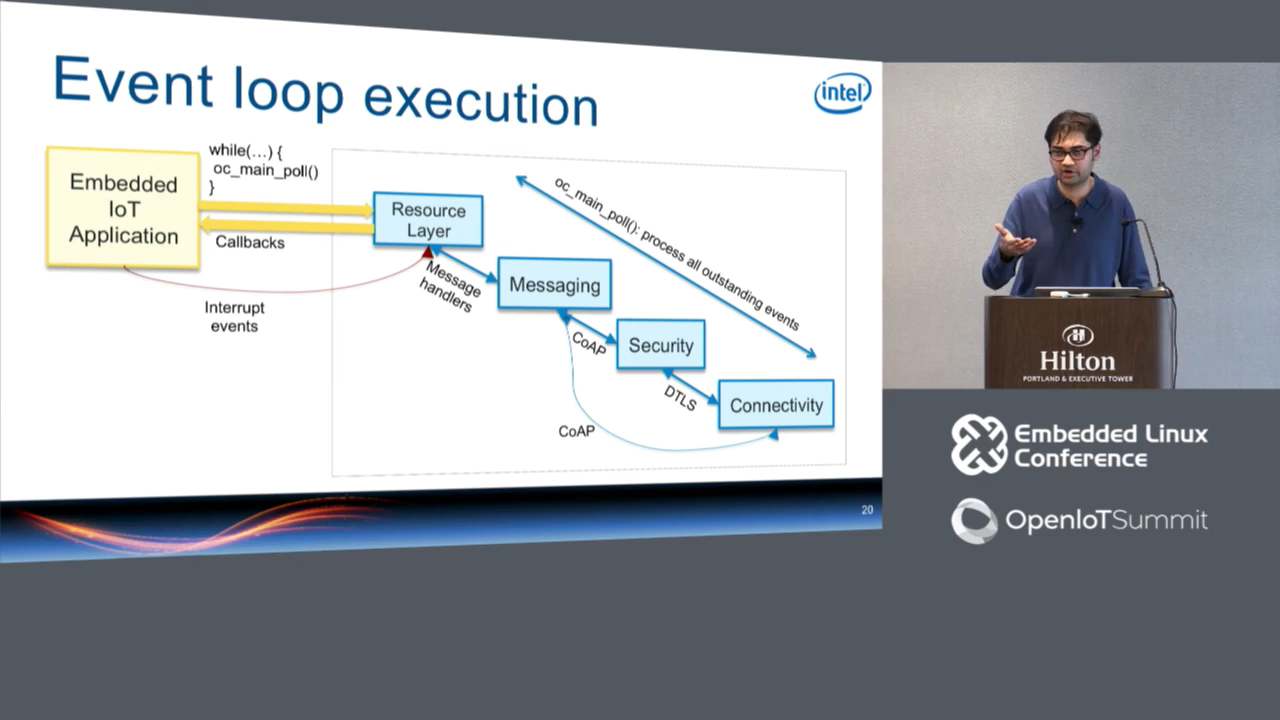 Event loop execution
intel
while(…) {
oc_main_poll()
}
Embedded
IoT
Application
Callbacks
Interrupt
events
Resource
Layer
Message
handlers
oc_main_poll(): process all outstanding events
Messaging
CoAP
Security
DTLS
Connectivity
CoAP
20
Hilton
PORTLAND & EXECUTIVE TOWER
Embedded Linux
Conference
OpenIoTSummit